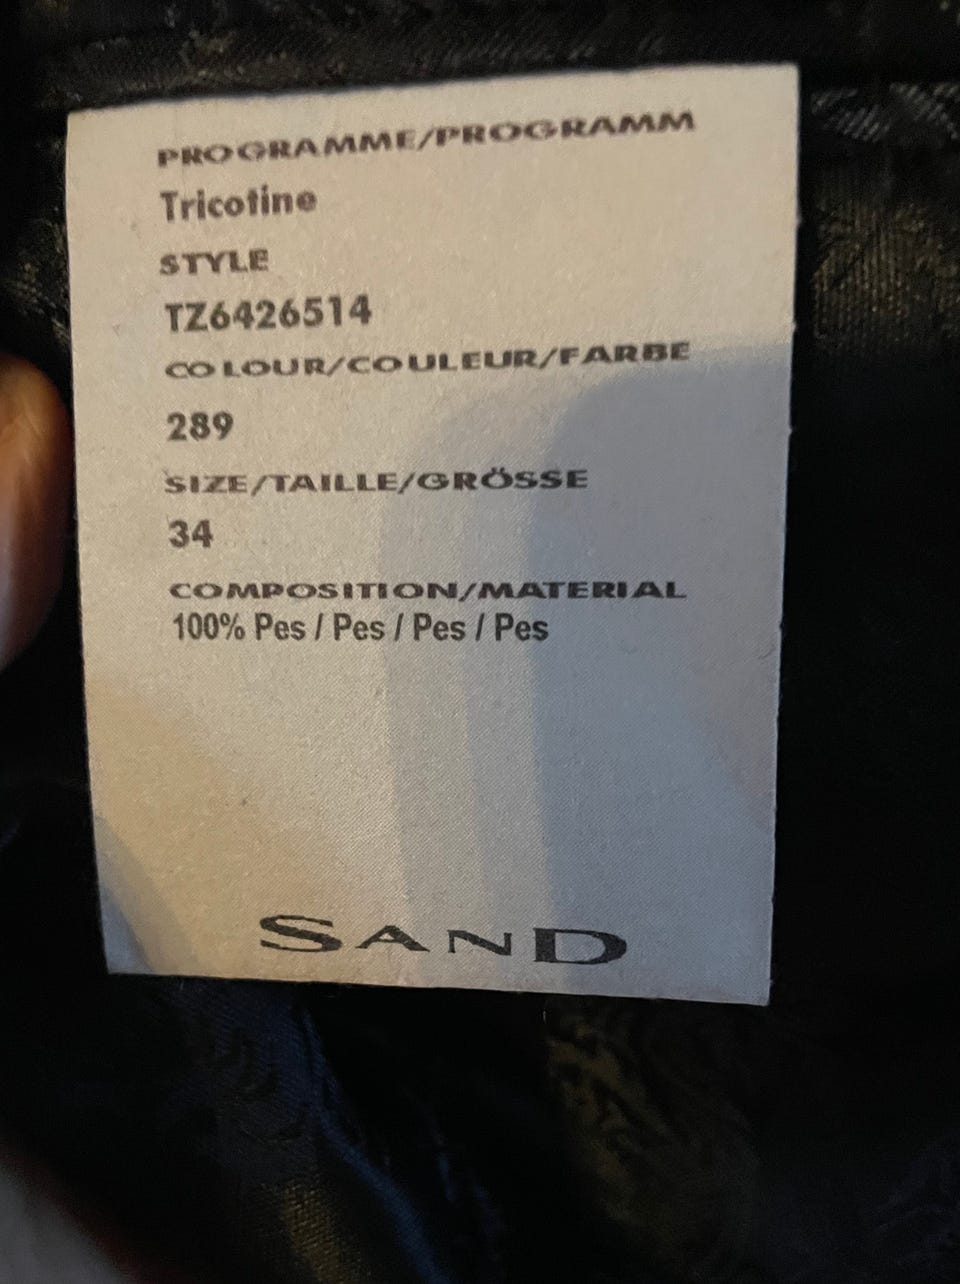 PROGRAMME/PROGRAMM
Tricotine
STYLE
TZ6426514
COLOUR/COULEUR/FARBE
289
SIZE/TAILLE/GRÖSSE
34
COMPOSITION/MATERIAL
100% Pes / Pes / Pes / Pes
SAND